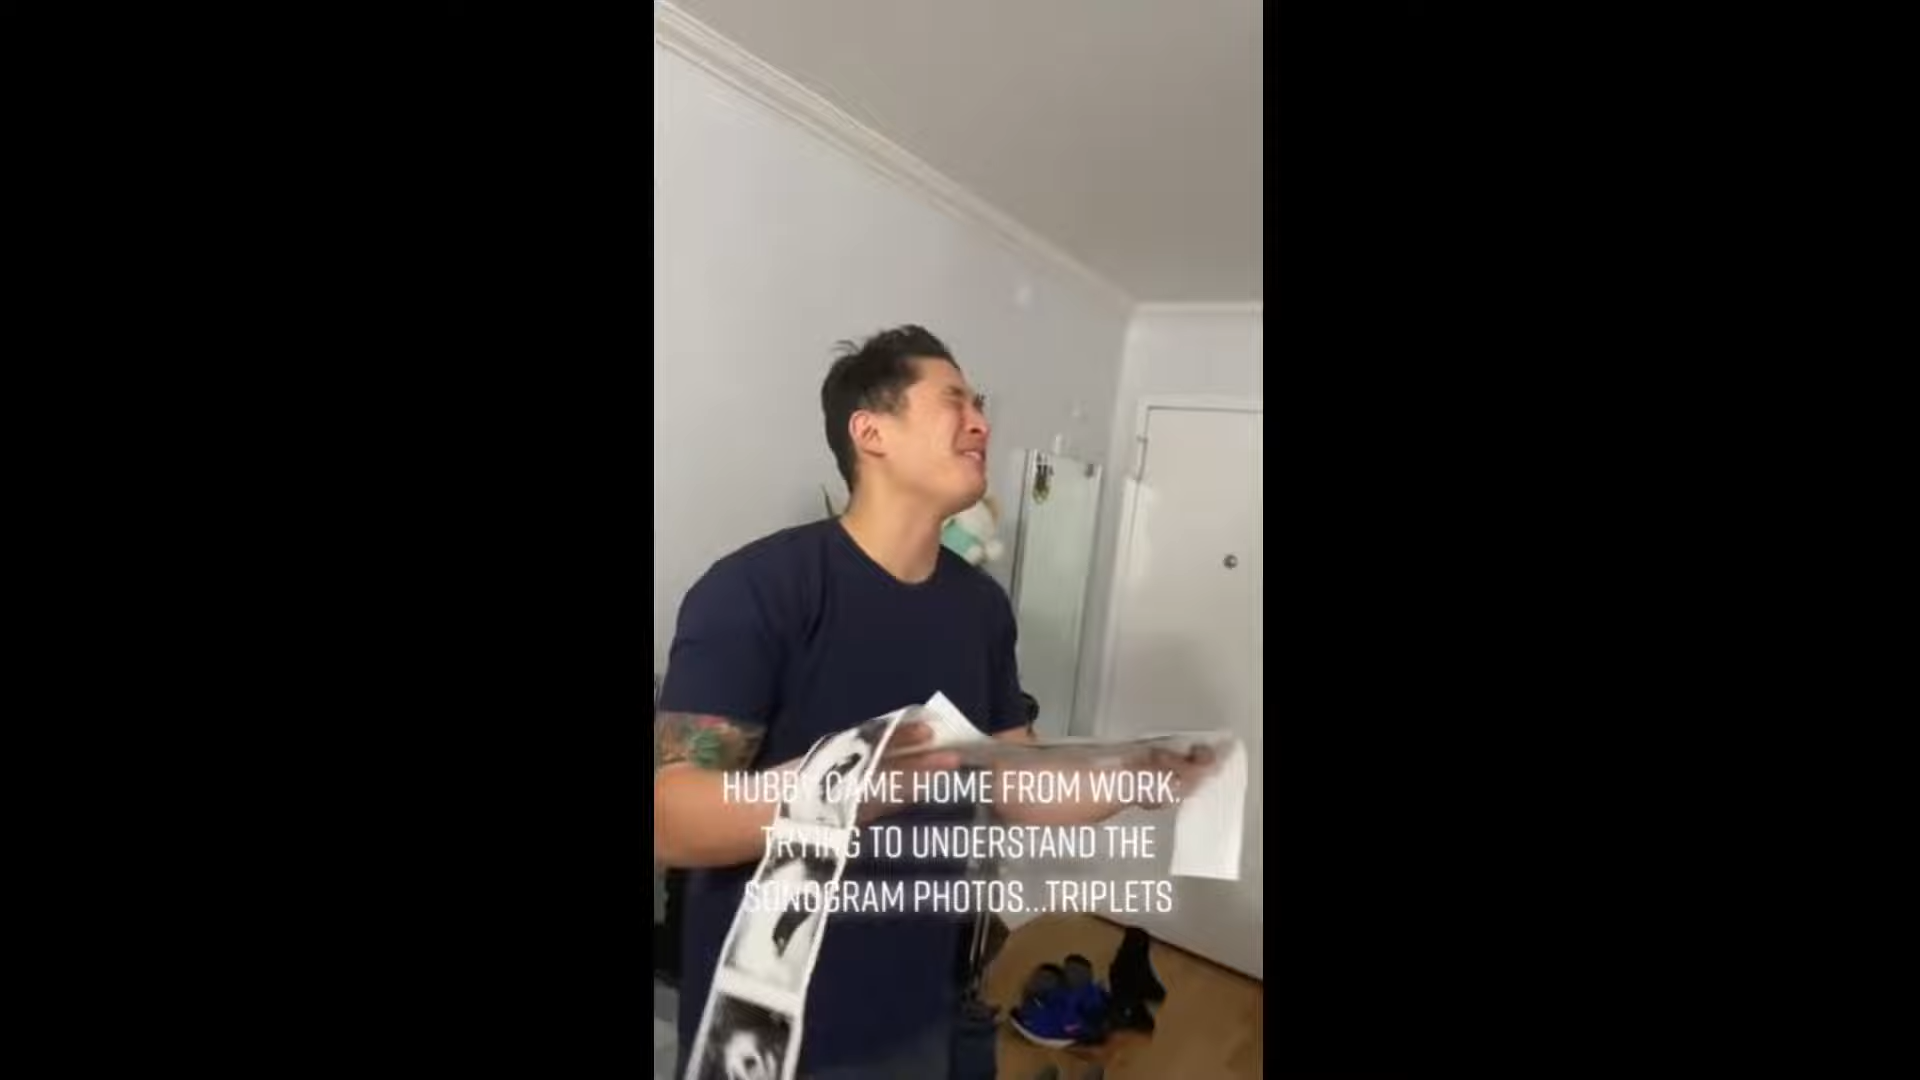 HUBBY CAME HOME FROM WORK.
TRYING TO UNDERSTAND THE
SONOGRAM PHOTOS...TRIPLETS